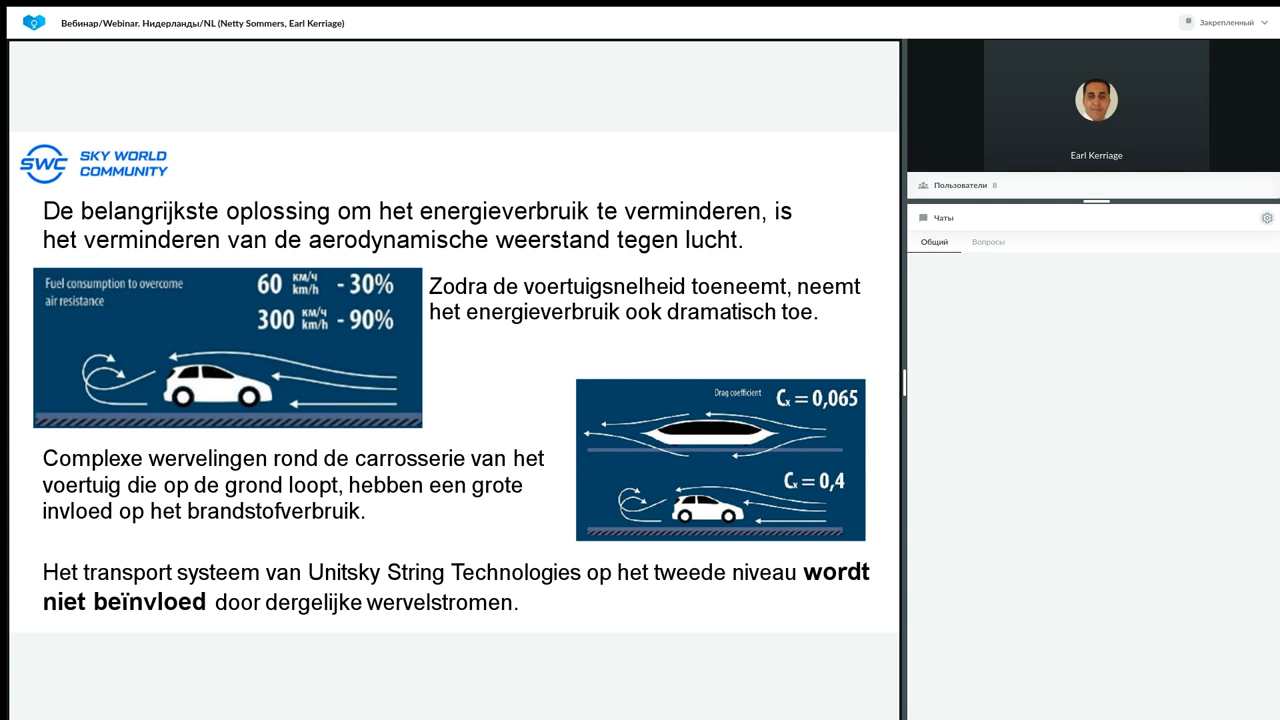 Вебинар/Webinar. Нидерланды/NL (Netty Sommers, Earl Kerriage)
Закрепленный
SWC SKY WORLD
COMMUNITY
De belangrijkste oplossing om het energieverbruik te verminderen, is
het verminderen van de aerodynamische weerstand tegen lucht.
Fuel consumption to overcome
air resistance
60 км/ч km/h - 30%
300 км/ч km/h - 90%
Zodra de voertuigsnelheid toeneemt, neemt
het energieverbruik ook dramatisch toe.
Drag coefficient Cx = 0,065
Cx = 0,4
Complexe wervelingen rond de carrosserie van het
voertuig die op de grond loopt, hebben een grote
invloed op het brandstofverbruik.
Het transport systeem van Unitsky String Technologies op het tweede niveau wordt
niet beïnvloed door dergelijke wervelstromen.
Earl Kerriage
Пользователи 8
Чаты
Общий Вопросы